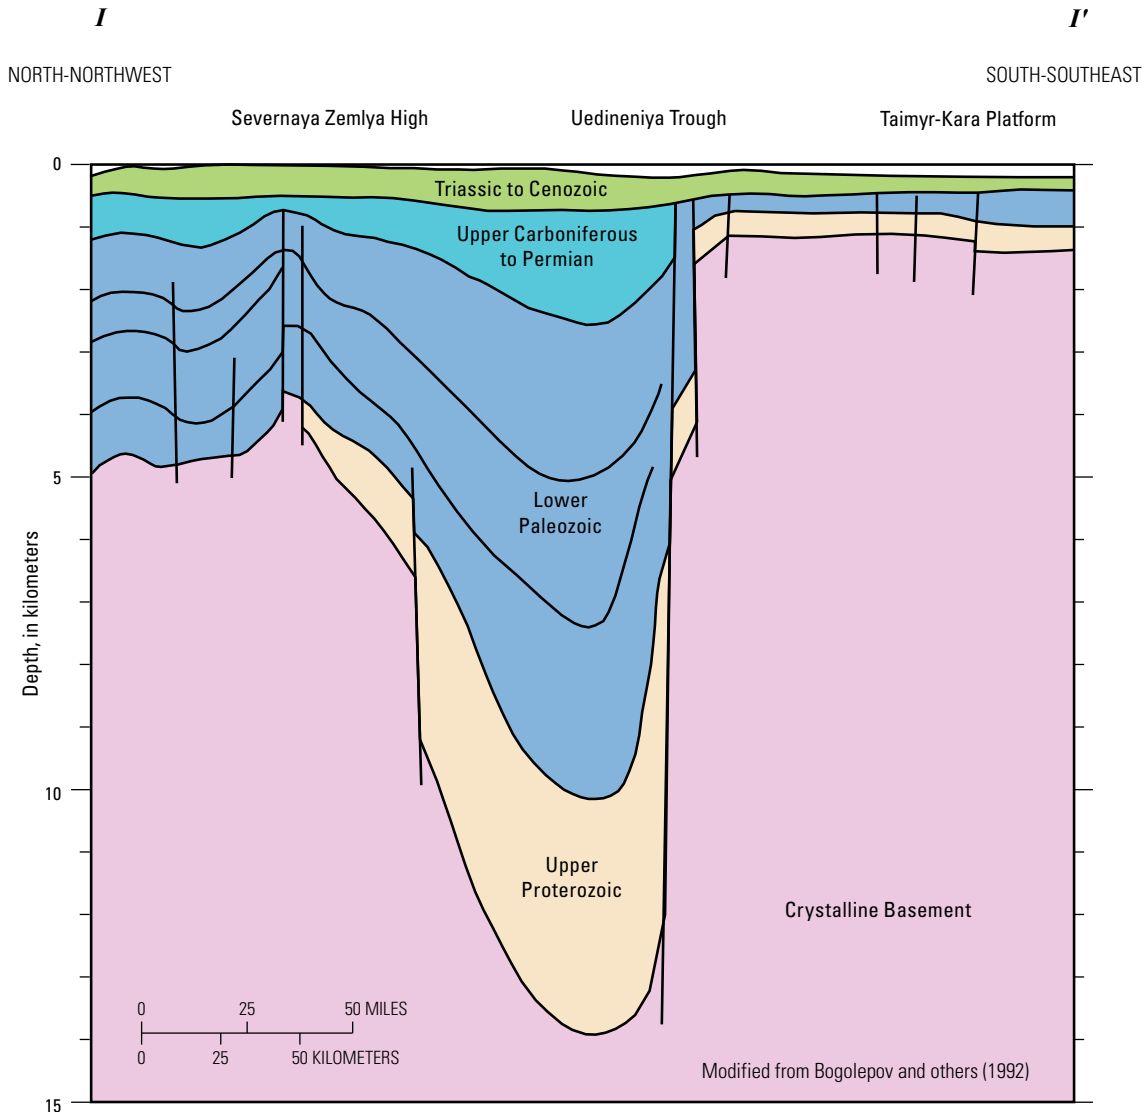 I
I'
NORTH-NORTHWEST
SOUTH-SOUTHEAST
Severnaya Zemlya High
Uedineniya Trough
Taimyr-Kara Platform
0
Triassic to Cenozoic
Upper Carboniferous
to Permian
5
Lower
Paleozoic
Depth, in kilometers
10
Upper
Proterozoic
Crystalline Basement
0 25 50 MILES
0 25 50 KILOMETERS
Modified from Bogolepov and others (1992)
15